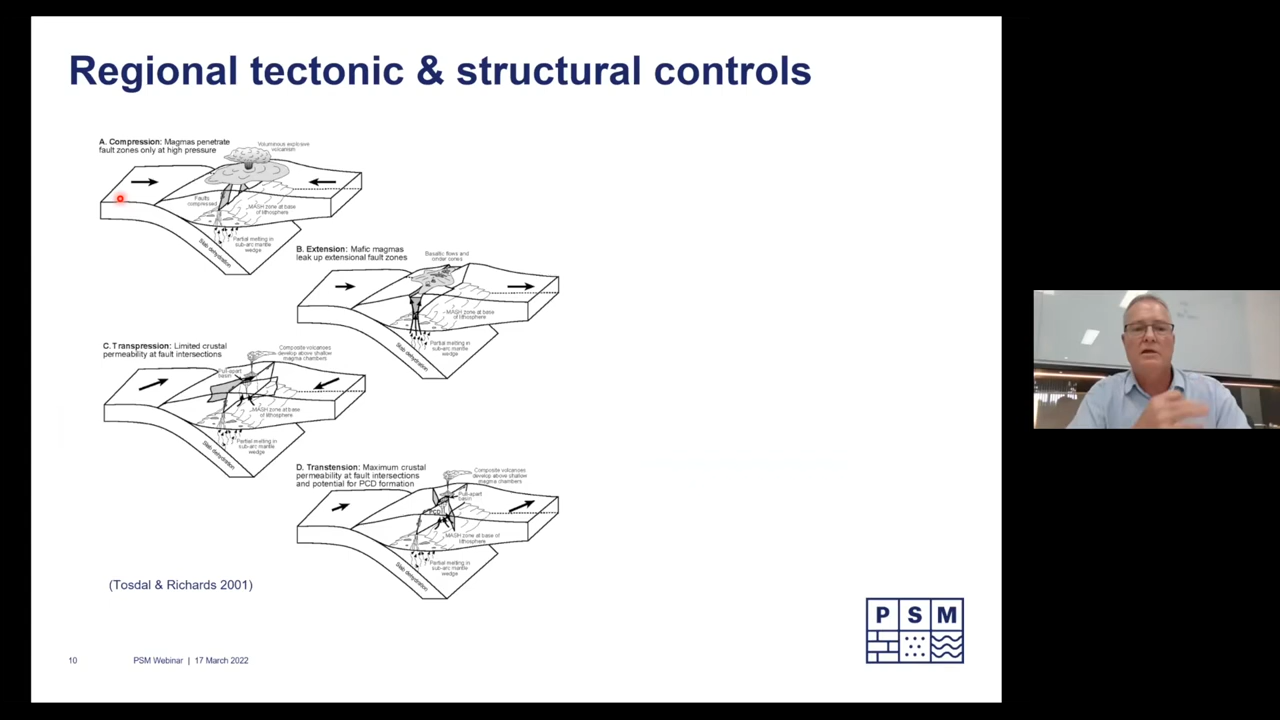 Regional tectonic & structural controls
A. Compression: Magmas penetrate
fault zones only at high pressure
Voluminous explosive
volcanism
Faults
compressed
MASH zone at base
of lithosphere
Partial melting in
sub-arc mantle
wedge
Slab dehydration
B. Extension: Mafic magmas
leak up extensional fault zones
Basaltic flows and
cinder cones
MASH zone at base
of lithosphere
Partial melting in
sub-arc mantle
wedge
Slab dehydration
C. Transpression: Limited crustal
permeability at fault intersections
Composite volcanoes
develop above shallow
magma chambers
Pull-apart
basin
MASH zone at base
of lithosphere
Partial melting in
sub-arc mantle
wedge
Slab dehydration
D. Transtension: Maximum crustal
permeability at fault intersections
and potential for PCD formation
Composite volcanoes
develop above shallow
magma chambers
Pull-apart
basin
PCD
MASH zone at base of
lithosphere
Partial melting in
sub-arc mantle
wedge
Slab dehydration
(Tosdal & Richards 2001)
10 PSM Webinar | 17 March 2022
P S M